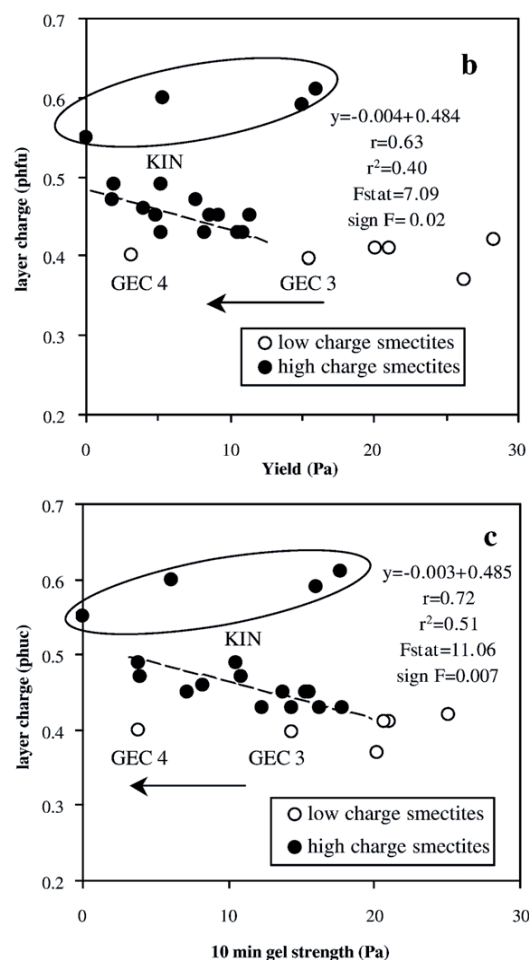 0.7
b
0.6
y=-0.004+0.484
r=0.63
KIN
r²=0.40
0.5
Fstat=7.09
sign F= 0.02
layer charge (phfu)
0.4
GEC 4
GEC 3
0.3
low charge smectites
high charge smectites
0.2
0
10
20
30
Yield (Pa)
0.7
c
y=-0.003+0.485
0.6
r=0.72
r²=0.51
KIN
Fstat=11.06
0.5
sign F=0.007
layer charge (phuc)
0.4
GEC 4
GEC 3
0.3
low charge smectites
high charge smectites
0.2
0
10
20
30
10 min gel strength (Pa)